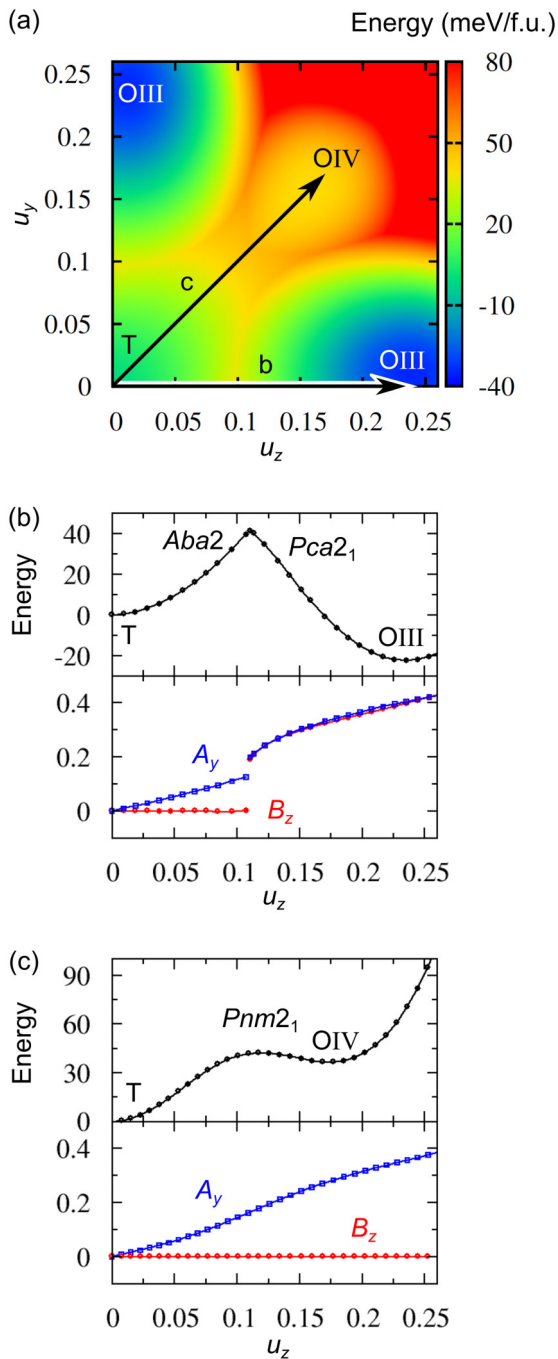 (a) Energy (meV/f.u.)
0.25 OIII 80
0.2 OIV 50
u_y 0.15
0.1 c
0.05 T b OIII -10
0 -40
0 0.05 0.1 0.15 0.2 0.25
u_z
(b)
40 Aba2 Pca2₁
Energy 20
0 T OIII
-20
0.4
0.2 A_y
0 B_z
0 0.05 0.1 0.15 0.2 0.25
u_z
(c)
90
Energy 60 Pnm2₁ OIV
30 T
0
0.4
0.2 A_y
0 B_z
0 0.05 0.1 0.15 0.2 0.25
u_z